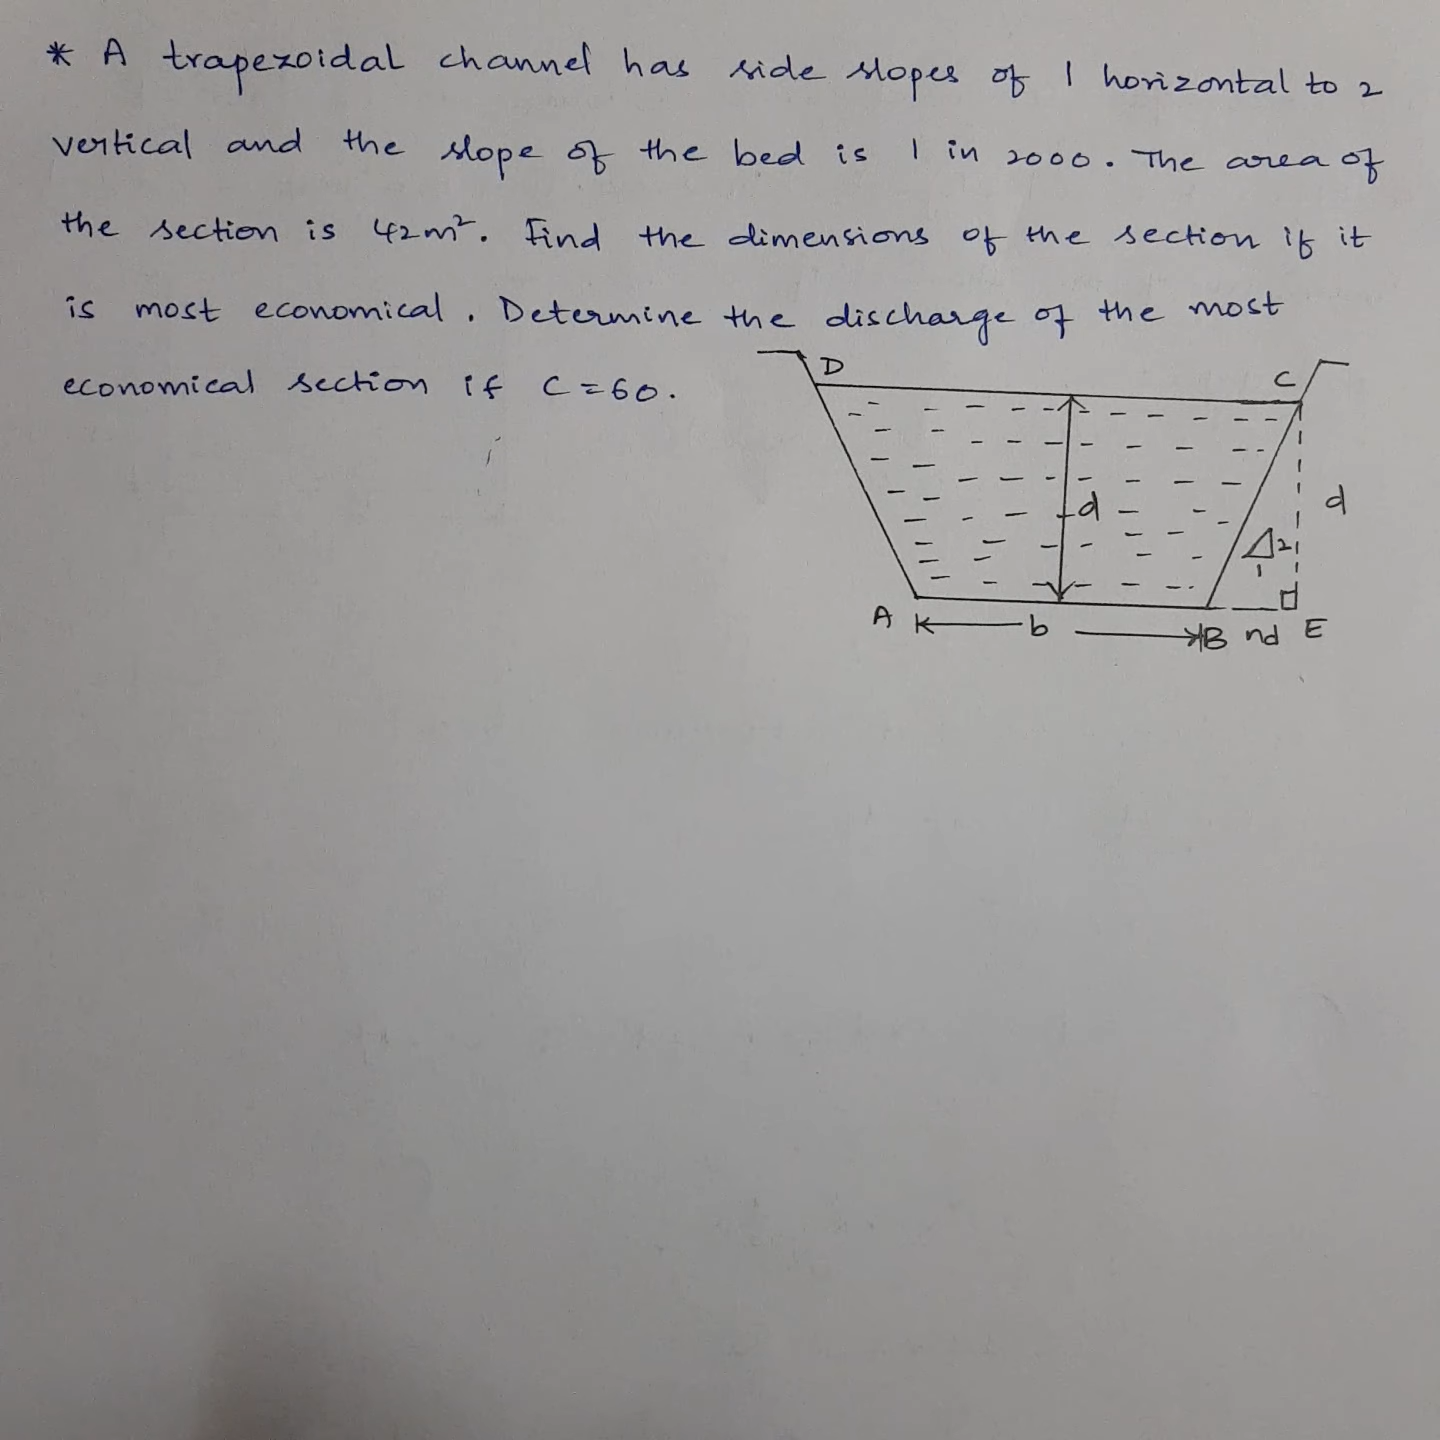 * A trapezoidal channel has side slopes of 1 horizontal to 2
vertical and the slope of the bed is 1 in 2000. The area of
the section is 42m². Find the dimensions of the section if it
is most economical. Determine the discharge of the most
economical section if C=60.
D
C
d
d
2
1
A
b
B
nd
E